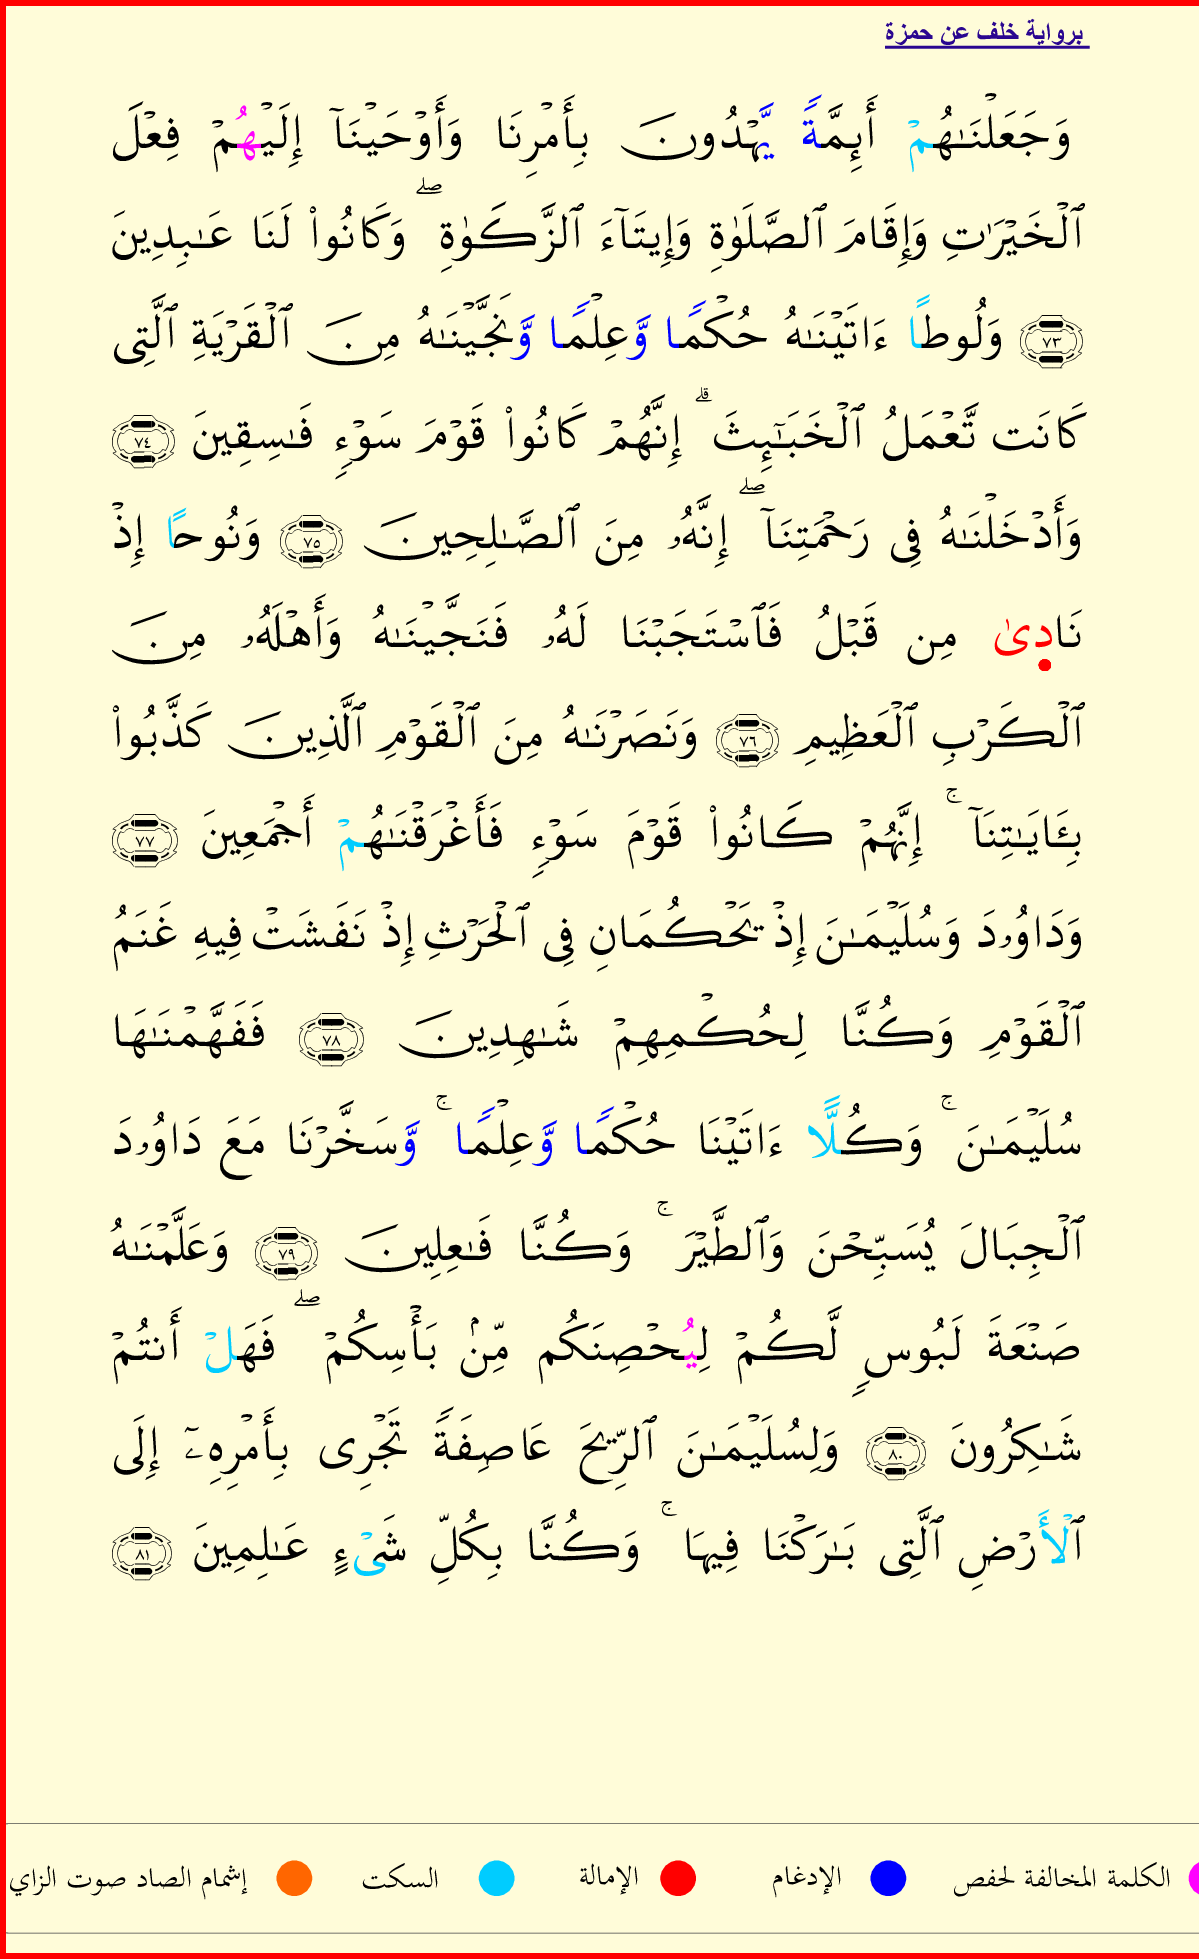 برواية خلف عن حمزة
وَجَعَلْنَـٰهُمْ أَئِمَّةً يَّهْدُونَ بِأَمْرِنَا وَأَوْحَيْنَآ إِلَيْهُمْ فِعْلَ
ٱلْخَيْرَٰتِ وَإِقَامَ ٱلصَّلَوٰةِ وَإِيتَآءَ ٱلزَّكَوٰةِ ۖ وَكَانُوا۟ لَنَا عَـٰبِدِينَ
٧٣ وَلُوطًا ءَاتَيْنَـٰهُ حُكْمًا وَّعِلْمًا وَّنَجَّيْنَـٰهُ مِنَ ٱلْقَرْيَةِ ٱلَّتِى
كَانَت تَّعْمَلُ ٱلْخَبَـٰٓئِثَ ۗ إِنَّهُمْ كَانُوا۟ قَوْمَ سَوْءٍ فَـٰسِقِينَ ٧٤
وَأَدْخَلْنَـٰهُ فِى رَحْمَتِنَآ ۖ إِنَّهُۥ مِنَ ٱلصَّـٰلِحِينَ ٧٥ وَنُوحًا إِذْ
نَادِىٰ مِن قَبْلُ فَٱسْتَجَبْنَا لَهُۥ فَنَجَّيْنَـٰهُ وَأَهْلَهُۥ مِنَ
ٱلْكَرْبِ ٱلْعَظِيمِ ٧٦ وَنَصَرْنَـٰهُ مِنَ ٱلْقَوْمِ ٱلَّذِينَ كَذَّبُوا۟
بِـَٔايَـٰتِنَآ ۚ إِنَّهُمْ كَانُوا۟ قَوْمَ سَوْءٍ فَأَغْرَقْنَـٰهُمْ أَجْمَعِينَ ٧٧
وَدَاوُۥدَ وَسُلَيْمَـٰنَ إِذْ يَحْكُمَانِ فِى ٱلْحَرْثِ إِذْ نَفَشَتْ فِيهِ غَنَمُ
ٱلْقَوْمِ وَكُنَّا لِحُكْمِهِمْ شَـٰهِدِينَ ٧٨ فَفَهَّمْنَـٰهَا
سُلَيْمَـٰنَ ۚ وَكُلًّا ءَاتَيْنَا حُكْمًا وَّعِلْمًا ۚ وَّسَخَّرْنَا مَعَ دَاوُۥدَ
ٱلْجِبَالَ يُسَبِّحْنَ وَٱلطَّيْرَ ۚ وَكُنَّا فَـٰعِلِينَ ٧٩ وَعَلَّمْنَـٰهُ
صَنْعَةَ لَبُوسٍ لَّكُمْ لِيُحْصِنَكُم مِّنۢ بَأْسِكُمْ ۖ فَهَلْ أَنتُمْ
شَـٰكِرُونَ ٨٠ وَلِسُلَيْمَـٰنَ ٱلرِّيحَ عَاصِفَةً تَجْرِى بِأَمْرِهِۦٓ إِلَى
ٱلْأَرْضِ ٱلَّتِى بَـٰرَكْنَا فِيهَا ۚ وَكُنَّا بِكُلِّ شَىْءٍ عَـٰلِمِينَ ٨١
الكلمة المخالفة لحفص الإدغام الإمالة السكت إشمام الصاد صوت الزاي